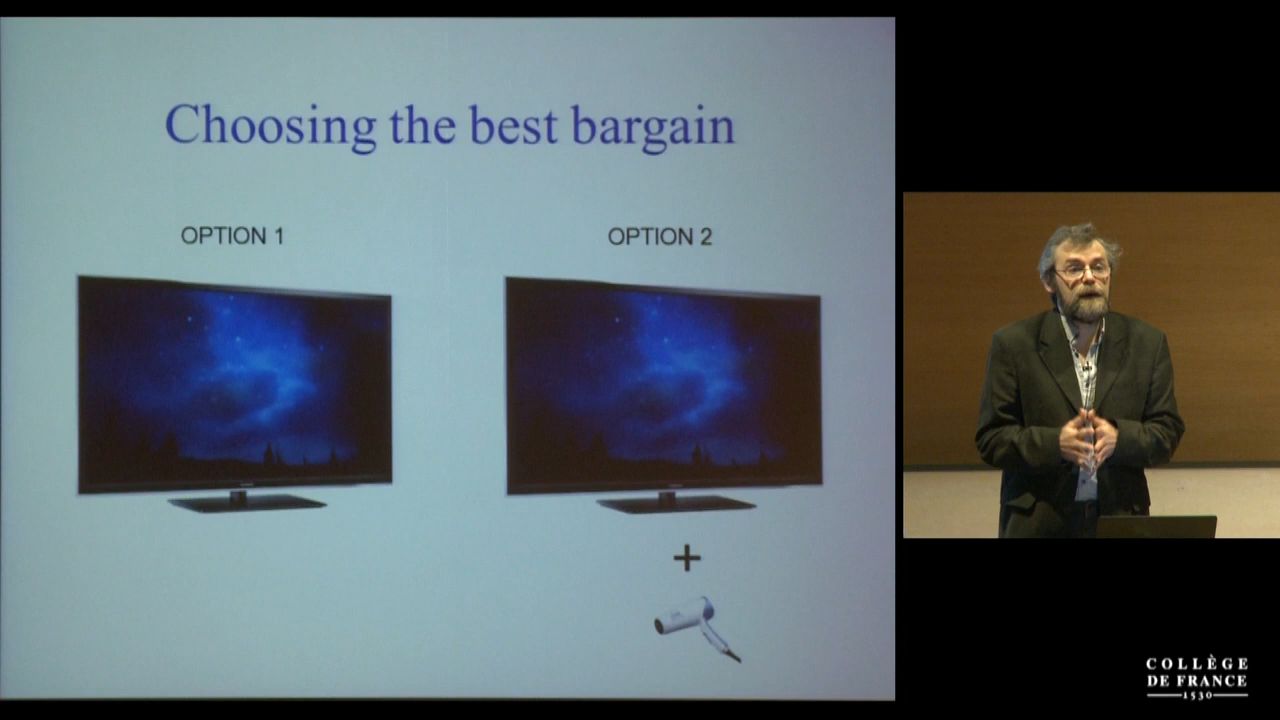 Choosing the best bargain
OPTION 1
OPTION 2
+
COLLÈGE
DE FRANCE
1530